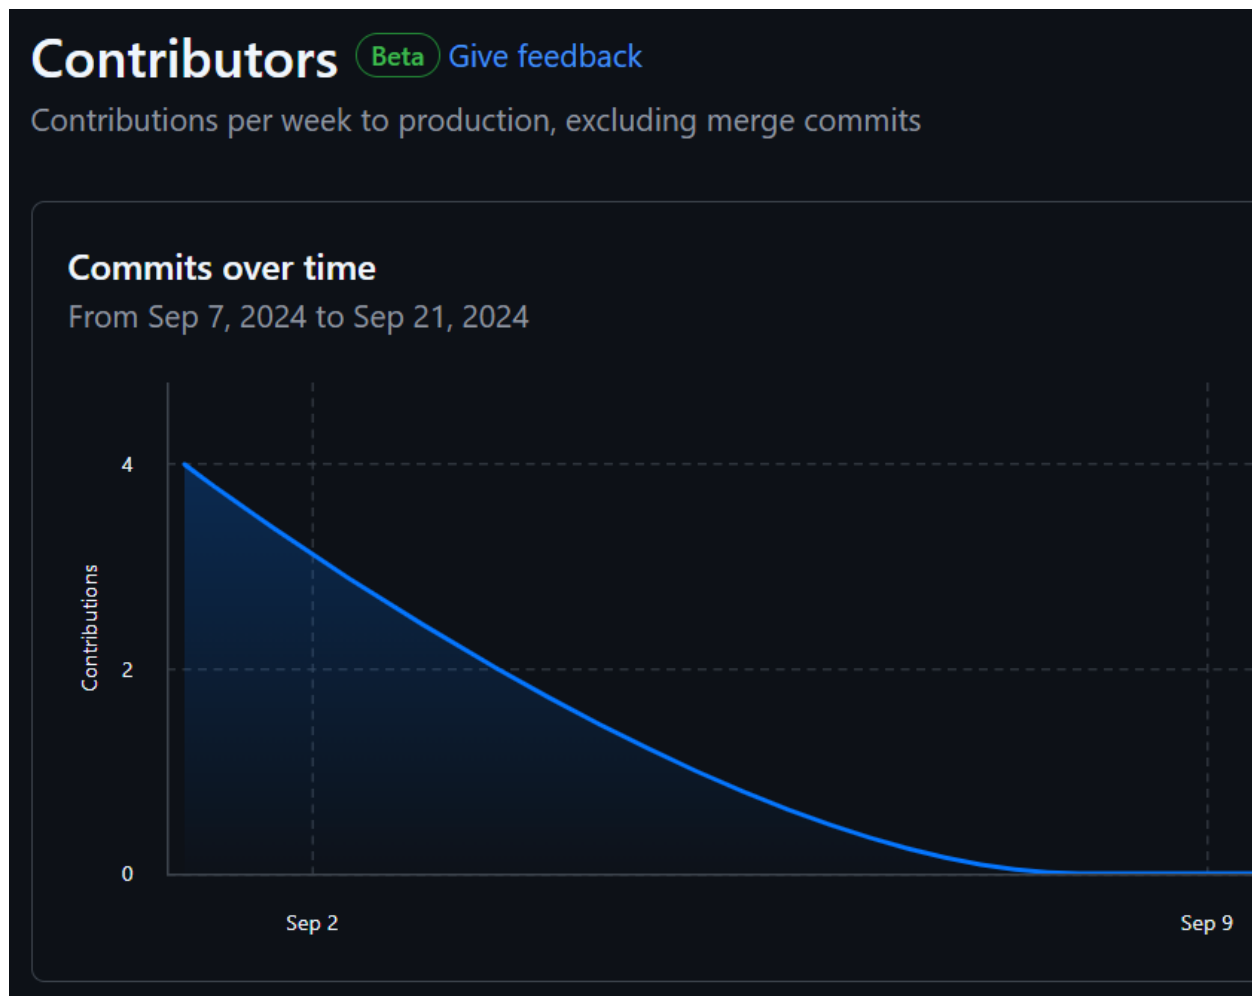 Contributors Beta Give feedback
Contributions per week to production, excluding merge commits
Commits over time
From Sep 7, 2024 to Sep 21, 2024
Contributions
4
2
0
Sep 2 Sep 9